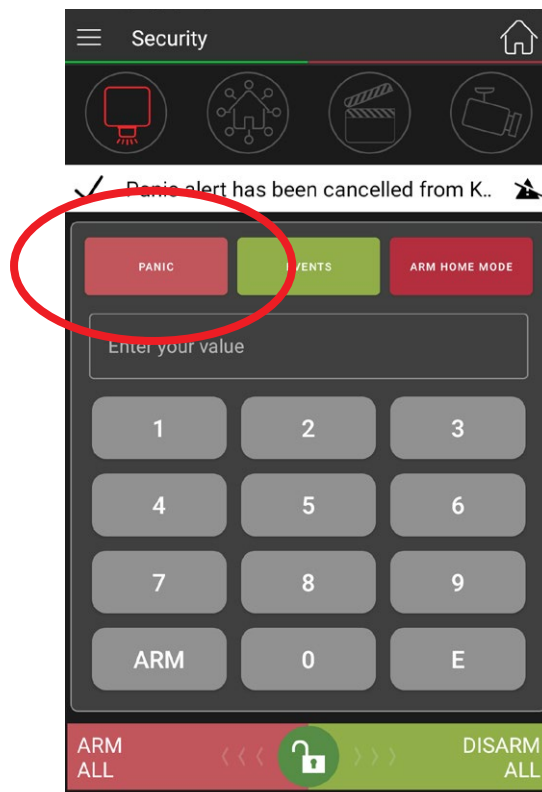 Security
Panic alert has been cancelled from K..
PANIC
EVENTS
ARM HOME MODE
Enter your value
1 2 3
4 5 6
7 8 9
ARM 0 E
ARM ALL
DISARM ALL